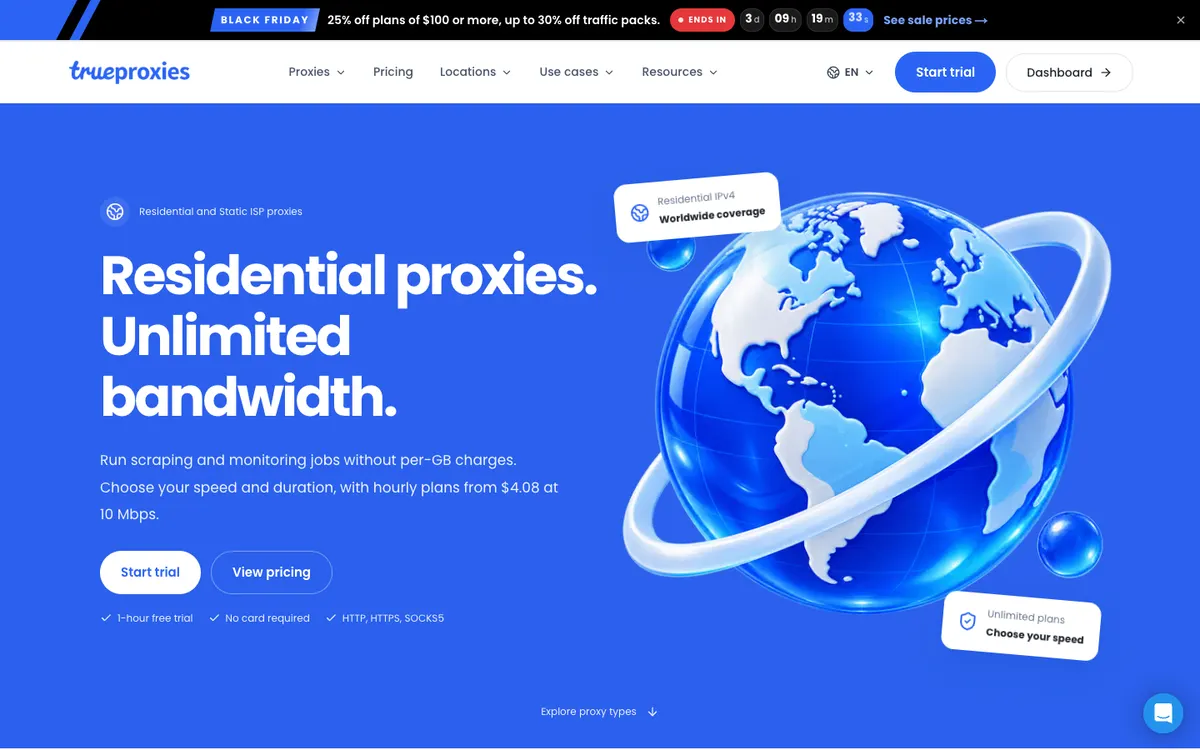 BLACK FRIDAY 25% off plans of $100 or more, up to 30% off traffic packs. ENDS IN 3d 09h 19m 33s See sale prices →
trueproxies Proxies Pricing Locations Use cases Resources EN Start trial Dashboard →
Residential and Static ISP proxies
Residential proxies.
Unlimited
bandwidth.
Run scraping and monitoring jobs without per-GB charges.
Choose your speed and duration, with hourly plans from $4.08 at
10 Mbps.
Start trial View pricing
1-hour free trial No card required HTTP, HTTPS, SOCKS5
Residential IPv4
Worldwide coverage
Unlimited plans
Choose your speed
Explore proxy types ↓